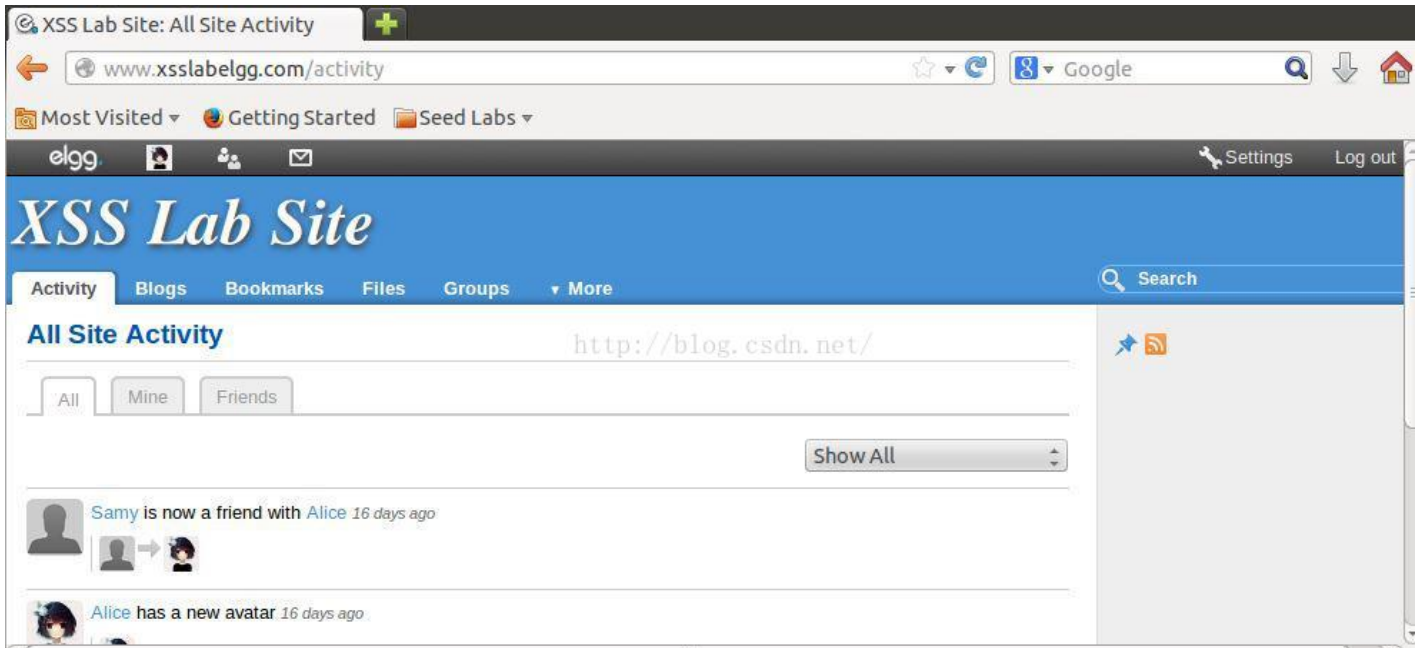 XSS Lab Site: All Site Activity
www.xsslabelgg.com/activity
8 Google
Most Visited Getting Started Seed Labs
elgg. Settings Log out
XSS Lab Site
Activity Blogs Bookmarks Files Groups More Search
All Site Activity
http://blog.csdn.net/
All Mine Friends
Show All
Samy is now a friend with Alice 16 days ago
Alice has a new avatar 16 days ago